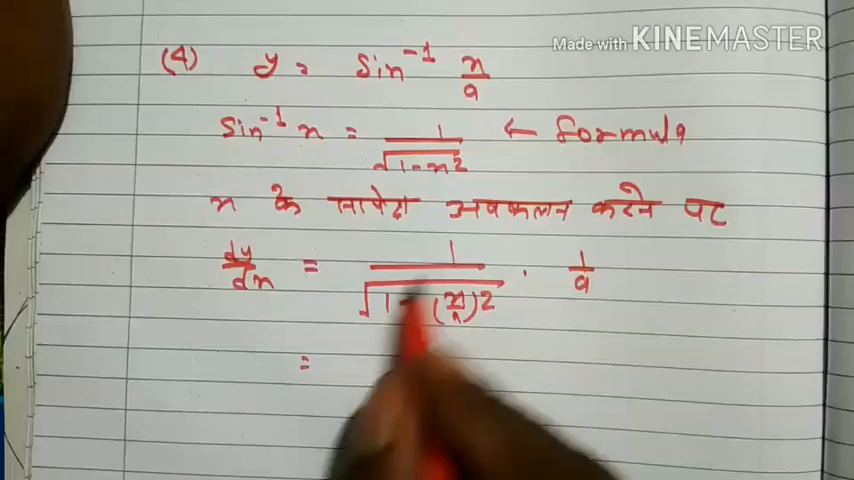 Made with KINEMASTER
(4) y = sin⁻¹ x/a
sin⁻¹ x = 1/√(1-x²) ← formula
x के सापेक्ष अवकलन करने पर
dy/dx = 1/√(1-(x/a)²) . 1/a
=